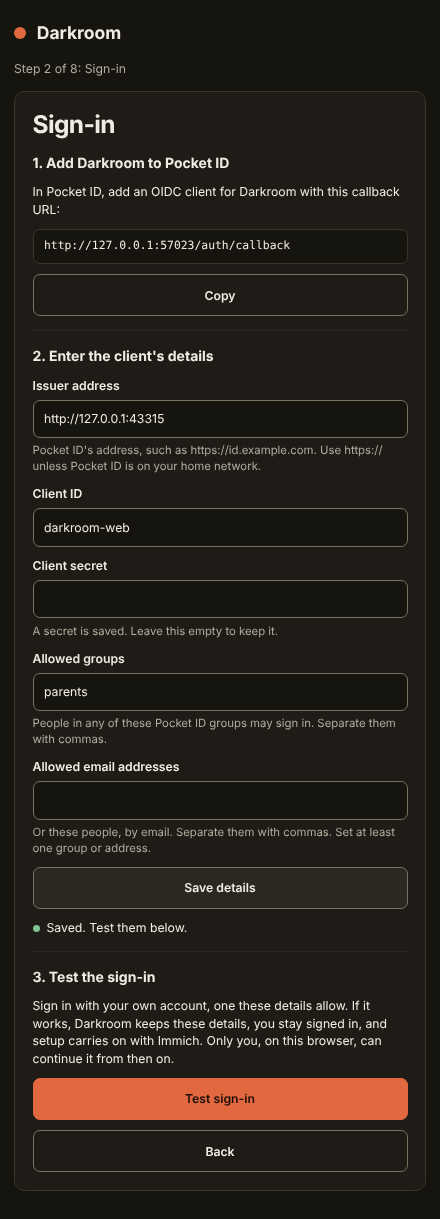 Darkroom
Step 2 of 8: Sign-in
Sign-in
1. Add Darkroom to Pocket ID
In Pocket ID, add an OIDC client for Darkroom with this callback
URL:
http://127.0.0.1:57023/auth/callback
Copy
2. Enter the client's details
Issuer address
http://127.0.0.1:43315
Pocket ID's address, such as https://id.example.com. Use https://
unless Pocket ID is on your home network.
Client ID
darkroom-web
Client secret
A secret is saved. Leave this empty to keep it.
Allowed groups
parents
People in any of these Pocket ID groups may sign in. Separate them
with commas.
Allowed email addresses
Or these people, by email. Separate them with commas. Set at least
one group or address.
Save details
Saved. Test them below.
3. Test the sign-in
Sign in with your own account, one these details allow. If it
works, Darkroom keeps these details, you stay signed in, and
setup carries on with Immich. Only you, on this browser, can
continue it from then on.
Test sign-in
Back